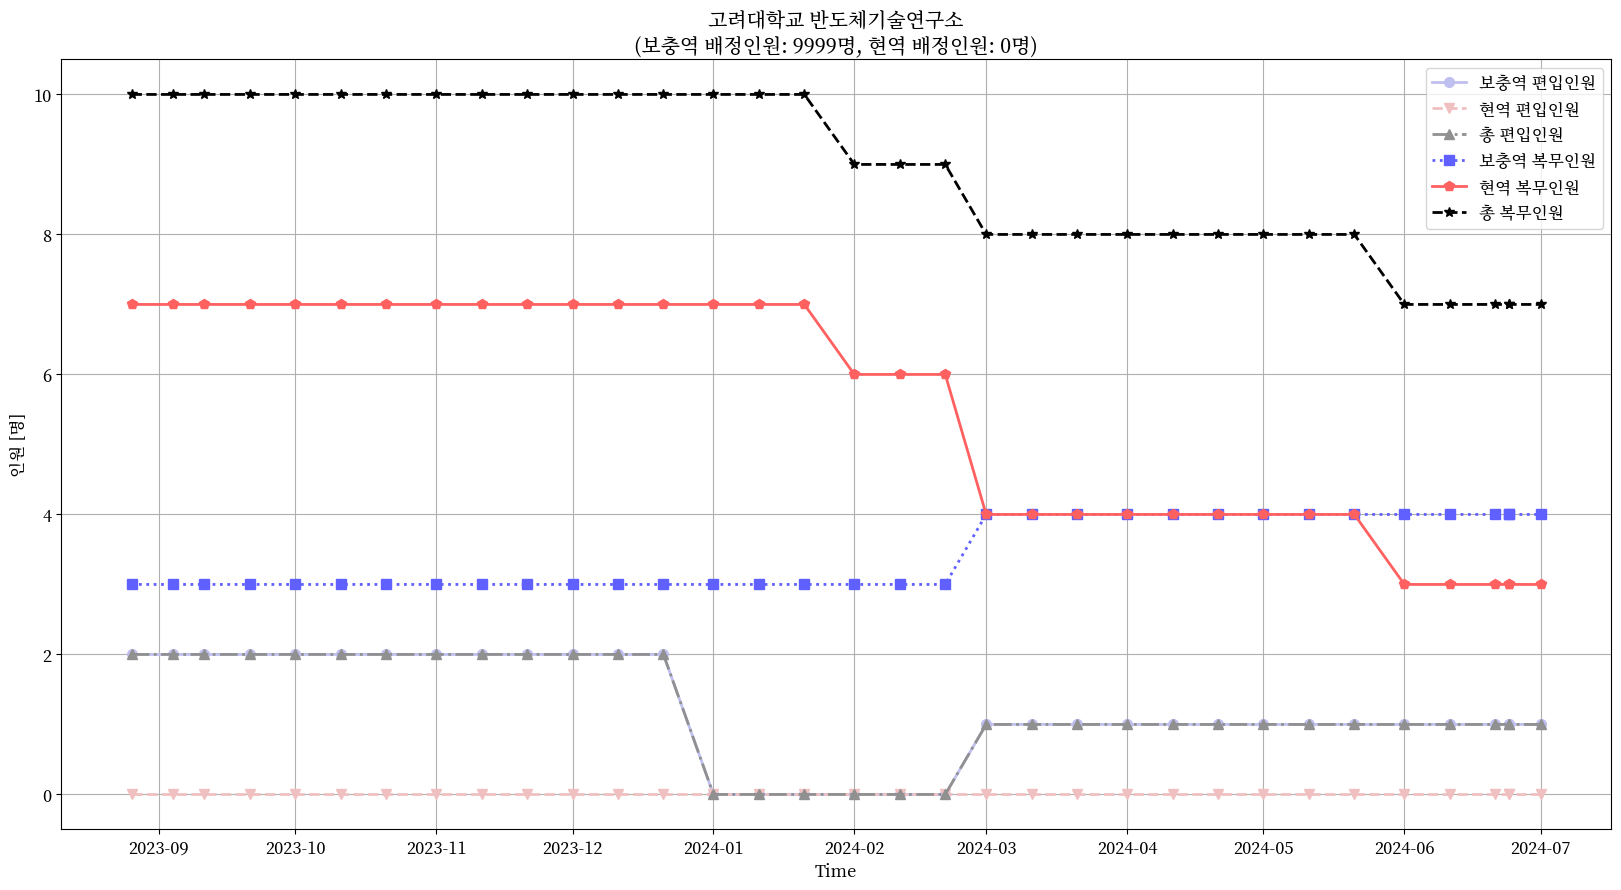 고려대학교 반도체기술연구소
(보충역 배정인원: 9999명, 현역 배정인원: 0명)
보충역 편입인원
현역 편입인원
총 편입인원
보충역 복무인원
현역 복무인원
총 복무인원
인원 [명]
10
8
6
4
2
0
2023-09
2023-10
2023-11
2023-12
2024-01
2024-02
2024-03
2024-04
2024-05
2024-06
2024-07
Time